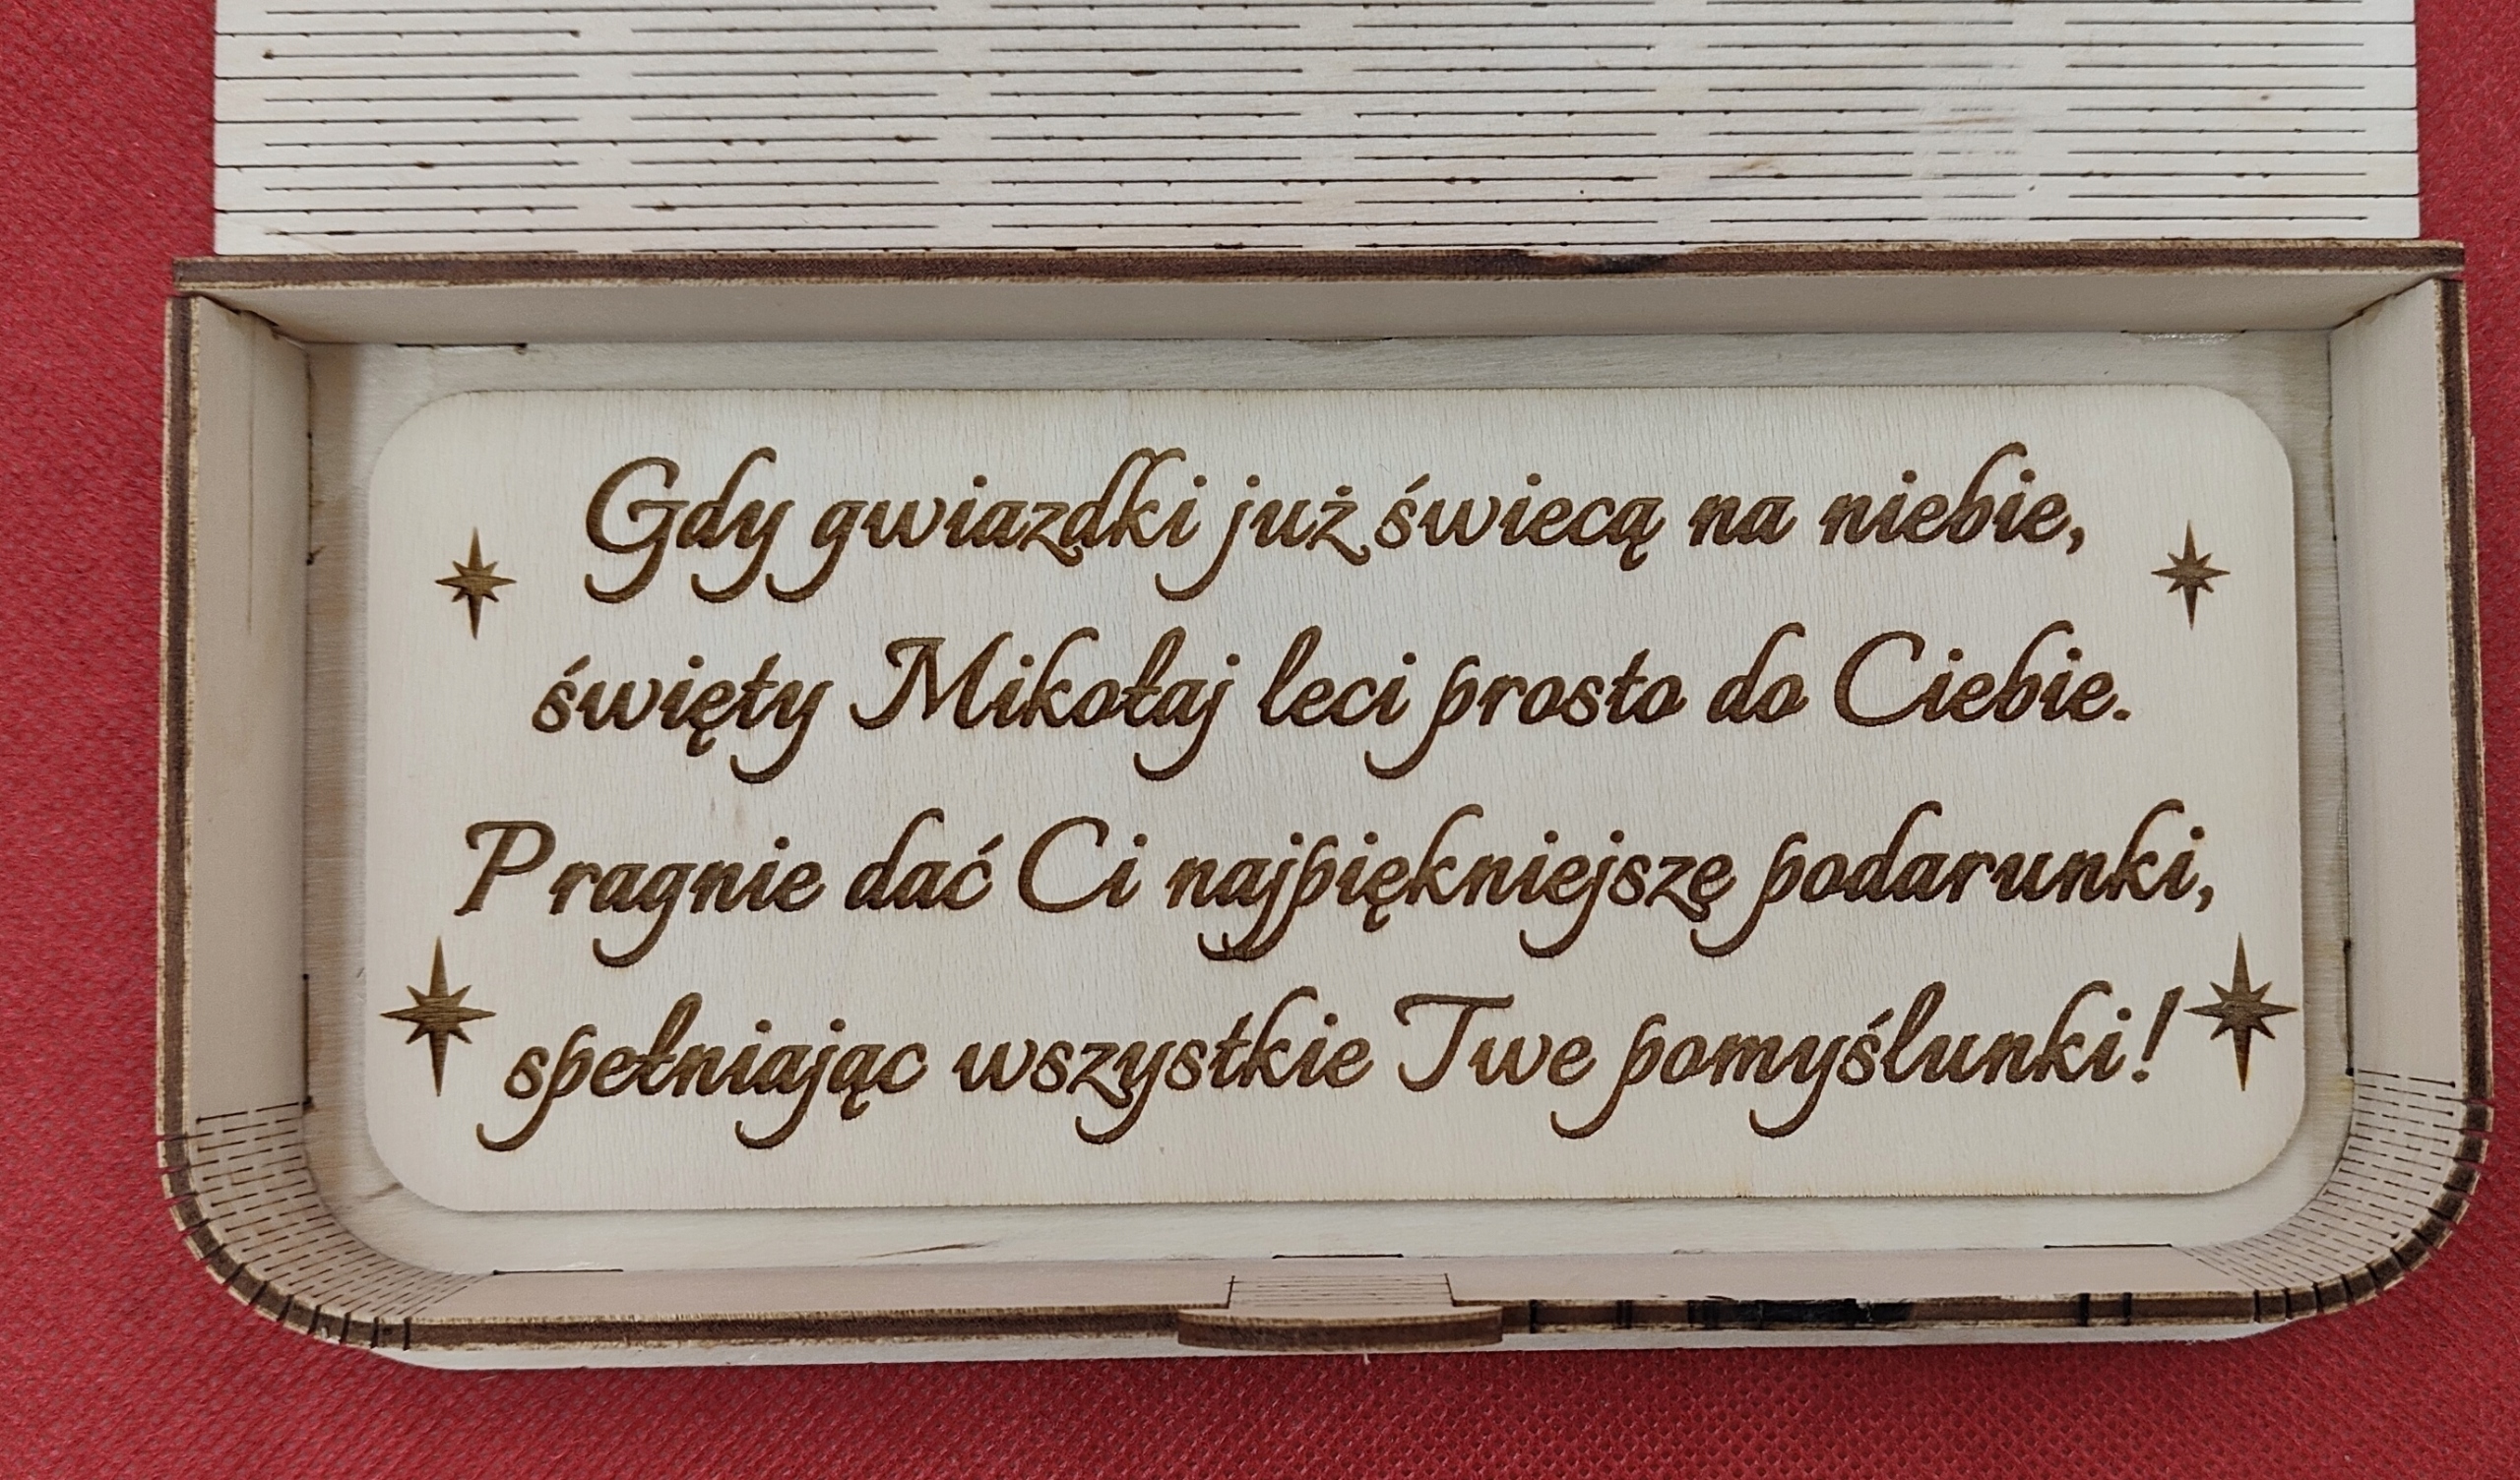 Gdy gwiazdki już świecą na niebie,
święty Mikołaj leci prosto do Ciebie.
Pragnie dać Ci najpiękniejsze podarunki,
spełniając wszystkie Twe pomyślunki!